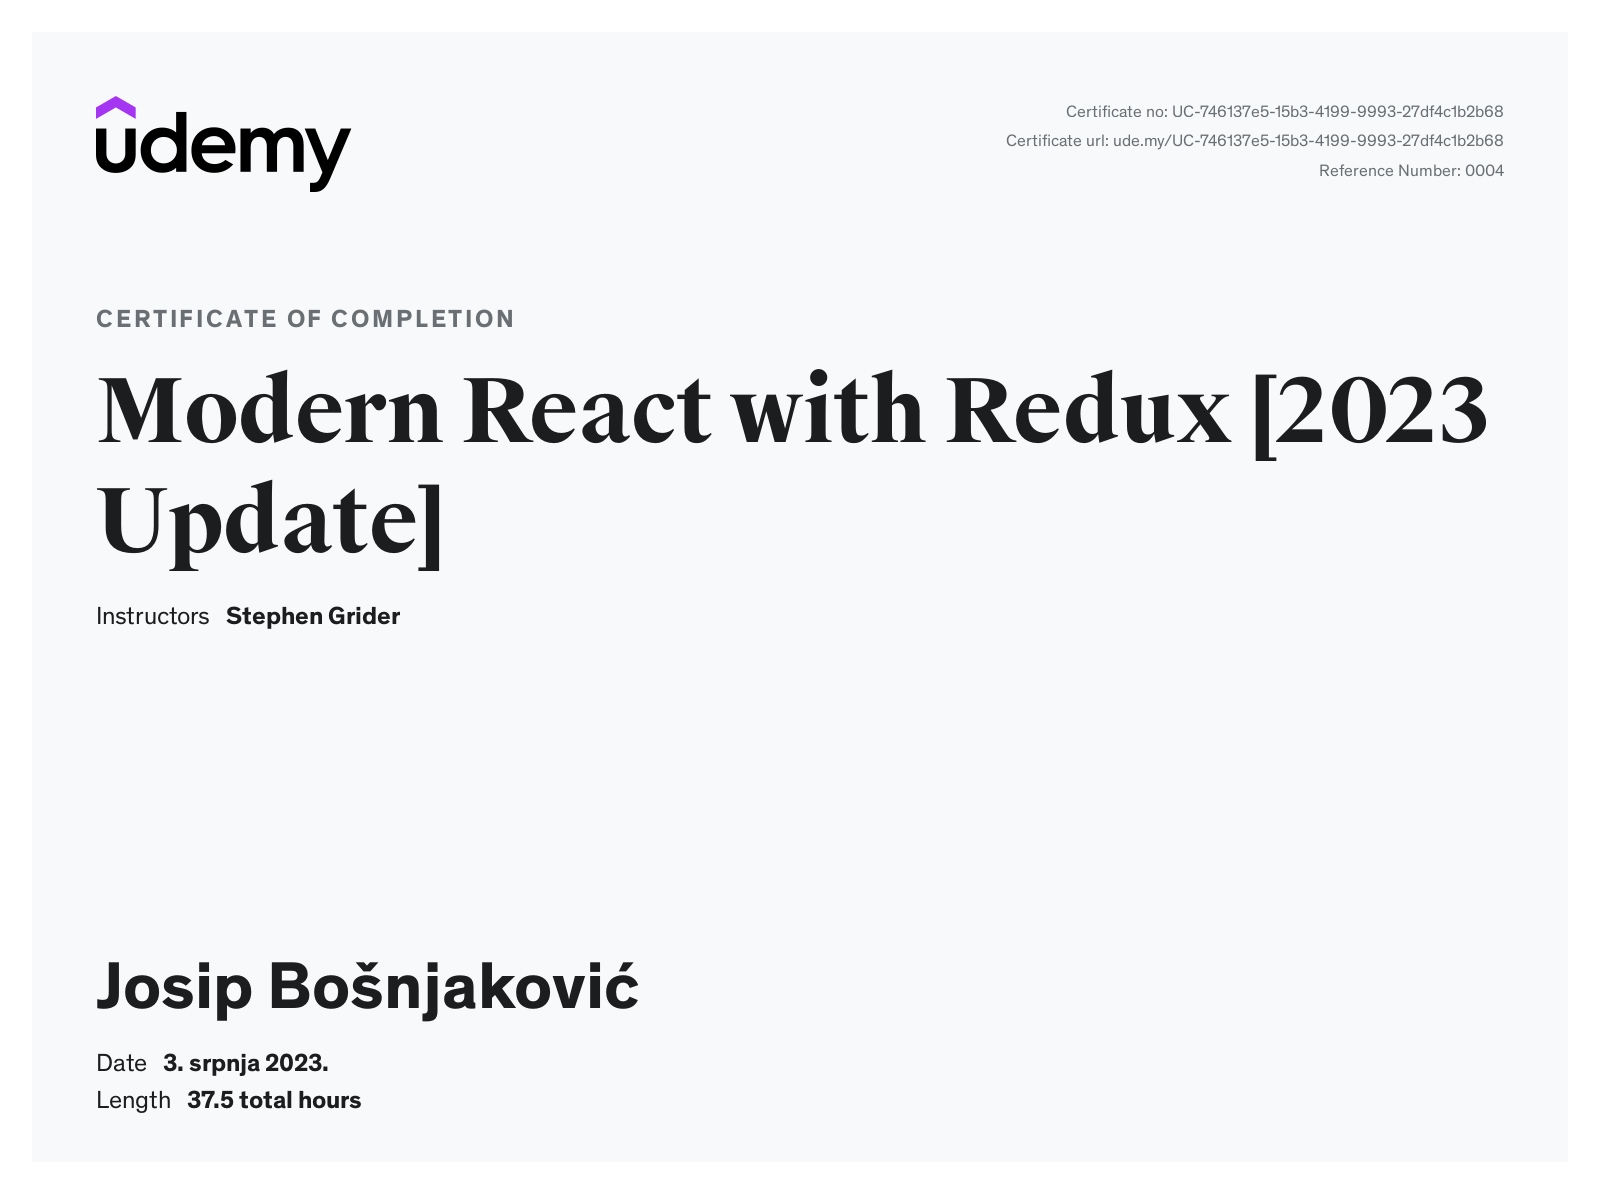 udemy
Certificate no: UC-746137e5-15b3-4199-9993-27df4c1b2b68
Certificate url: ude.my/UC-746137e5-15b3-4199-9993-27df4c1b2b68
Reference Number: 0004
CERTIFICATE OF COMPLETION
Modern React with Redux [2023
Update]
Instructors Stephen Grider
Josip Bošnjaković
Date 3. srpnja 2023.
Length 37.5 total hours